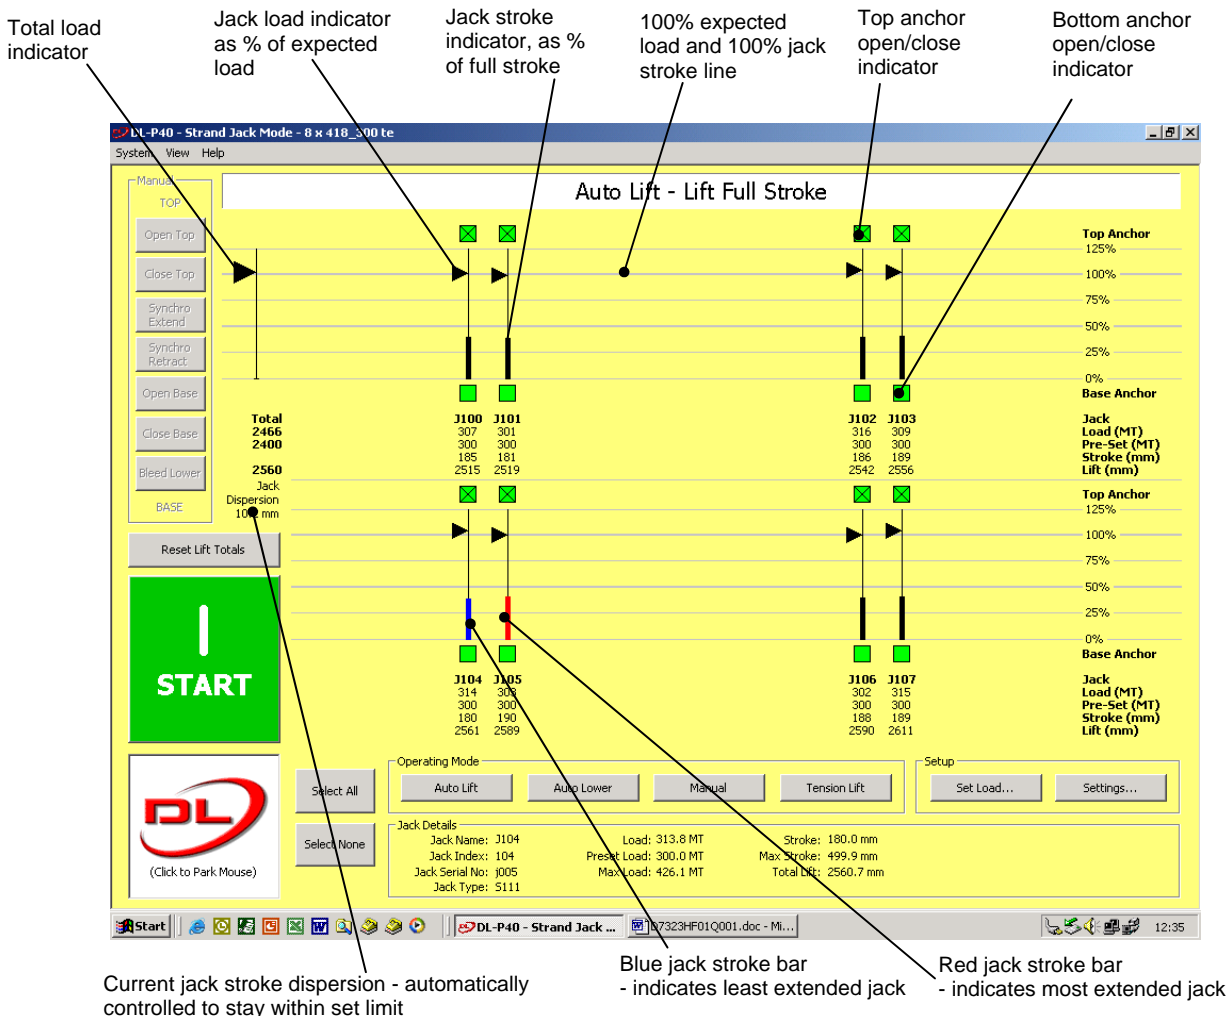 Total load
indicator
Jack load indicator
as % of expected
load
Jack stroke
indicator, as %
of full stroke
100% expected
load and 100% jack
stroke line
Top anchor
open/close
indicator
Bottom anchor
open/close
indicator
DL-P40 - Strand Jack Mode - 8 x 418_300 te
System View Help
Manual
TOP
Open Top
Close Top
Synchro
Extend
Synchro
Retract
Open Base
Close Base
Bleed Lower
BASE
Auto Lift - Lift Full Stroke
Top Anchor
125%
100%
75%
50%
25%
0%
Base Anchor
Total
2466
2400
2560
Jack
Dispersion
J100 J101 J102 J103 Jack
307 301 316 309 Load (MT)
300 300 300 300 Pre-Set (MT)
185 181 186 189 Stroke (mm)
2515 2519 2542 2556 Lift (mm)
mm
Top Anchor
125%
100%
75%
50%
25%
0%
Base Anchor
J104 J105 J106 J107 Jack
314 303 302 315 Load (MT)
300 300 300 300 Pre-Set (MT)
180 190 188 189 Stroke (mm)
2561 2589 2590 2611 Lift (mm)
Reset Lift Totals
I
START
DL
(Click to Park Mouse)
Select All
Select None
Operating Mode
Auto Lift
Auto Lower
Manual
Tension Lift
Setup
Set Load...
Settings...
Jack Details
Jack Name: J104 Load: 313.8 MT Stroke: 180.0 mm
Jack Index: 104 Preset Load: 300.0 MT Max Stroke: 499.9 mm
Jack Serial No: j005 Max Load: 426.1 MT Total Lift: 2560.7 mm
Jack Type: S111
Start
DL-P40 - Strand Jack ...
D7323HF01Q001.doc - Mi...
12:35
Current jack stroke dispersion - automatically
controlled to stay within set limit
Blue jack stroke bar
- indicates least extended jack
Red jack stroke bar
- indicates most extended jack